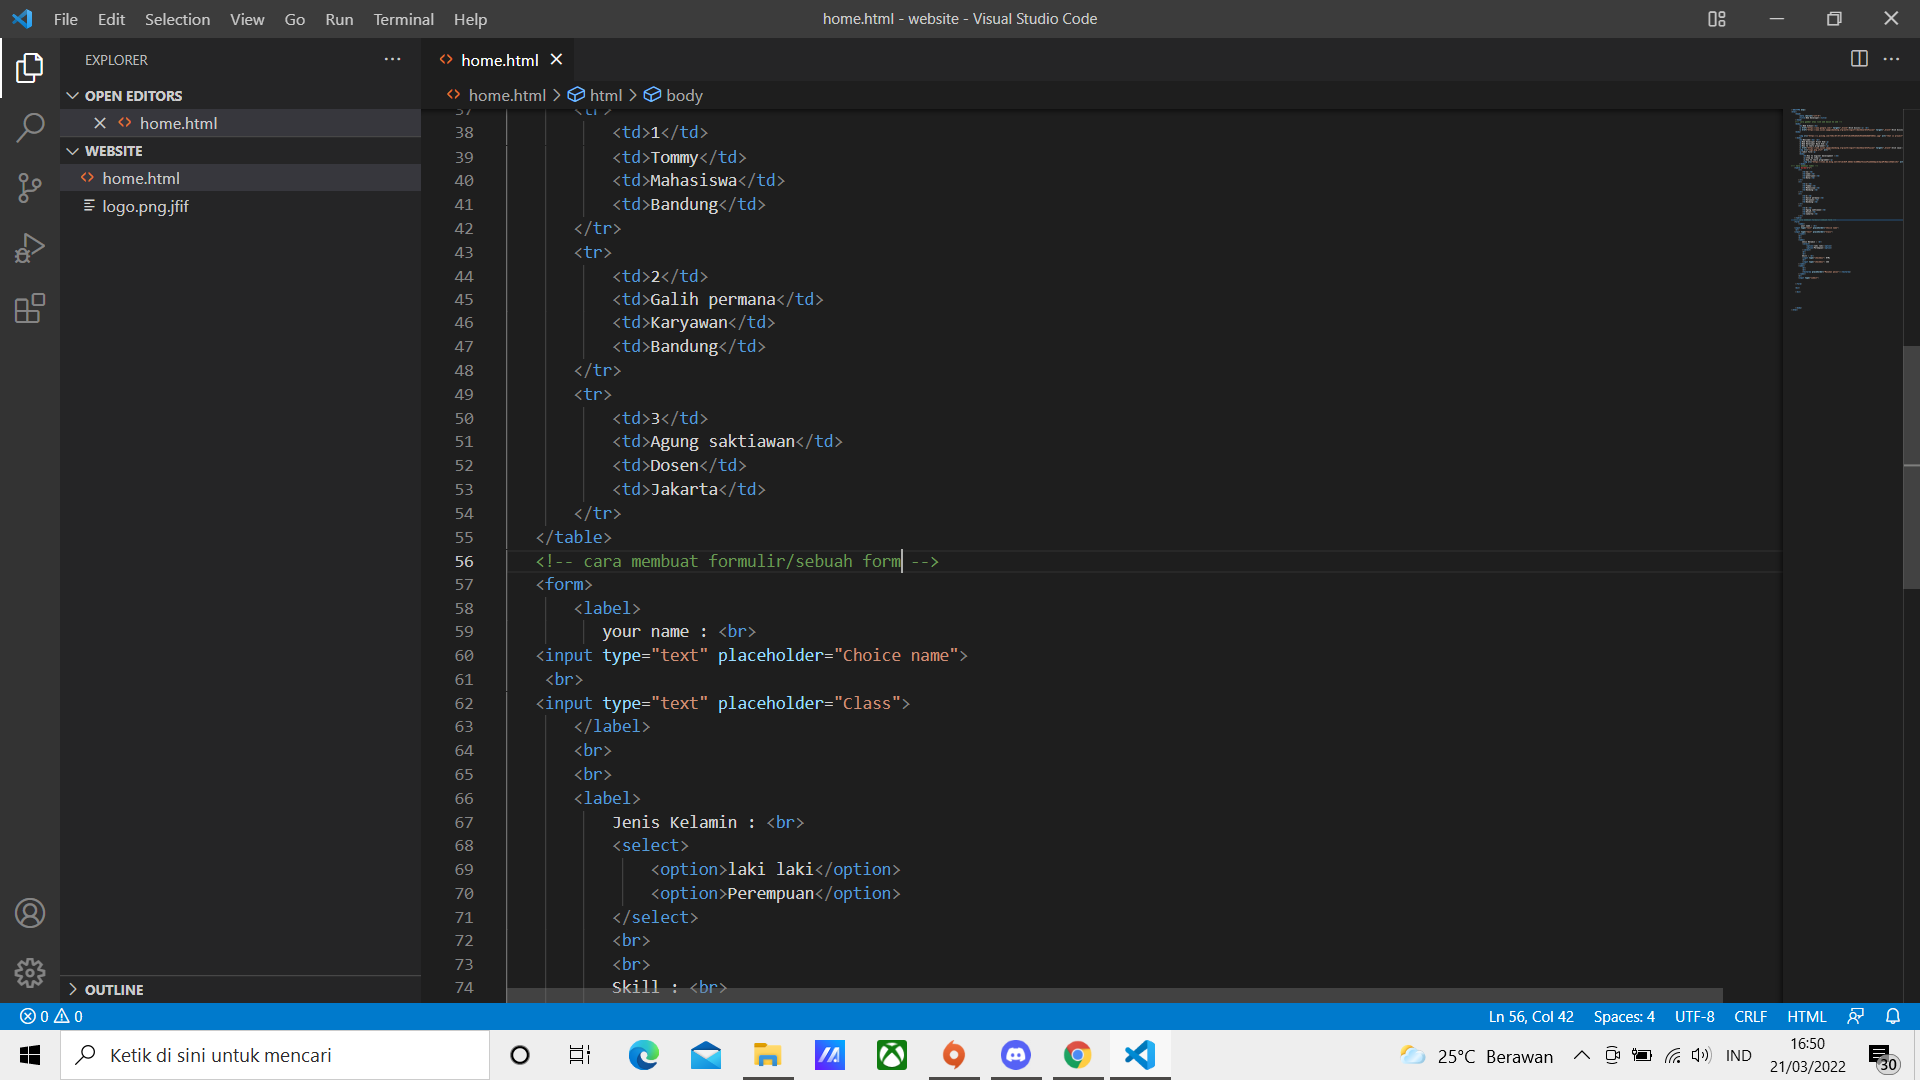 File Edit Selection View Go Run Terminal Help
home.html - website - Visual Studio Code
EXPLORER
OPEN EDITORS
home.html
WEBSITE
home.html
logo.png.jfif
OUTLINE
home.html
home.html > html > body
37 <tr>
38 <td>1</td>
39 <td>Tommy</td>
40 <td>Mahasiswa</td>
41 <td>Bandung</td>
42 </tr>
43 <tr>
44 <td>2</td>
45 <td>Galih permana</td>
46 <td>Karyawan</td>
47 <td>Bandung</td>
48 </tr>
49 <tr>
50 <td>3</td>
51 <td>Agung saktiawan</td>
52 <td>Dosen</td>
53 <td>Jakarta</td>
54 </tr>
55 </table>
56 <!-- cara membuat formulir/sebuah form -->
57 <form>
58 <label>
59 your name : <br>
60 <input type="text" placeholder="Choice name">
61 <br>
62 <input type="text" placeholder="Class">
63 </label>
64 <br>
65 <br>
66 <label>
67 Jenis Kelamin : <br>
68 <select>
69 <option>laki laki</option>
70 <option>Perempuan</option>
71 </select>
72 <br>
73 <br>
74 Skill : <br>
0 0
Ln 56, Col 42 Spaces: 4 UTF-8 CRLF HTML
Ketik di sini untuk mencari
25°C Berawan
IND
16:50
21/03/2022
30